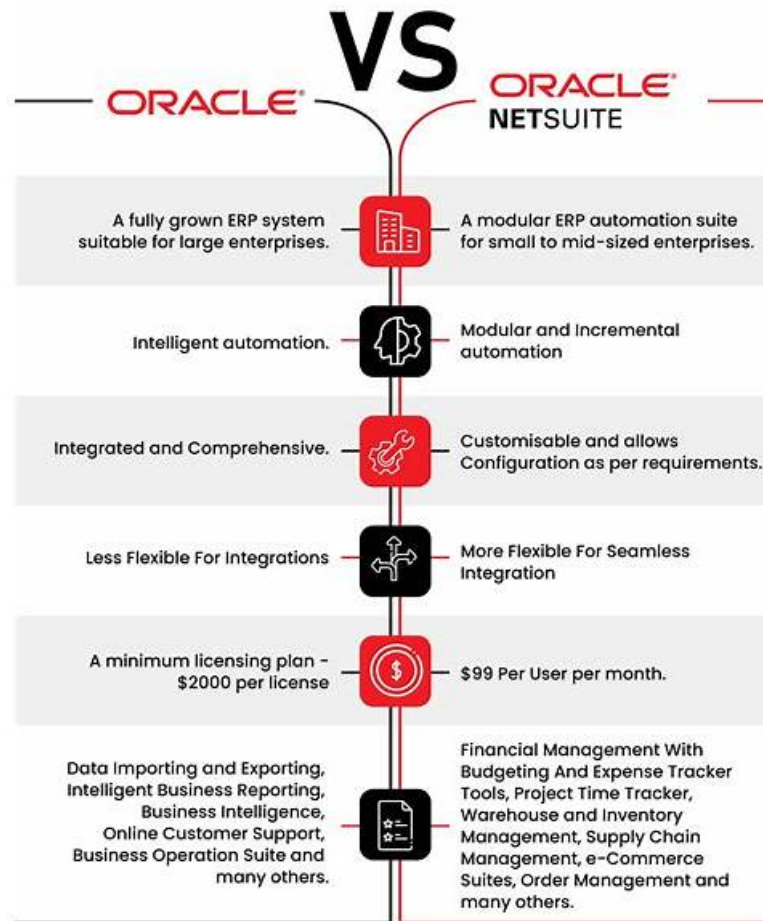 VS
ORACLE®
ORACLE®
NETSUITE
A fully grown ERP system
suitable for large enterprises.
A modular ERP automation suite
for small to mid-sized enterprises.
Intelligent automation.
Modular and Incremental
automation
Integrated and Comprehensive.
Customisable and allows
Configuration as per requirements.
Less Flexible For Integrations
More Flexible For Seamless
Integration
A minimum licensing plan -
$2000 per license
$
$99 Per User per month.
Data Importing and Exporting,
Intelligent Business Reporting,
Business Intelligence,
Online Customer Support,
Business Operation Suite and
many others.
Financial Management With
Budgeting And Expense Tracker
Tools, Project Time Tracker,
Warehouse and Inventory
Management, Supply Chain
Management, e-Commerce
Suites, Order Management and
many others.